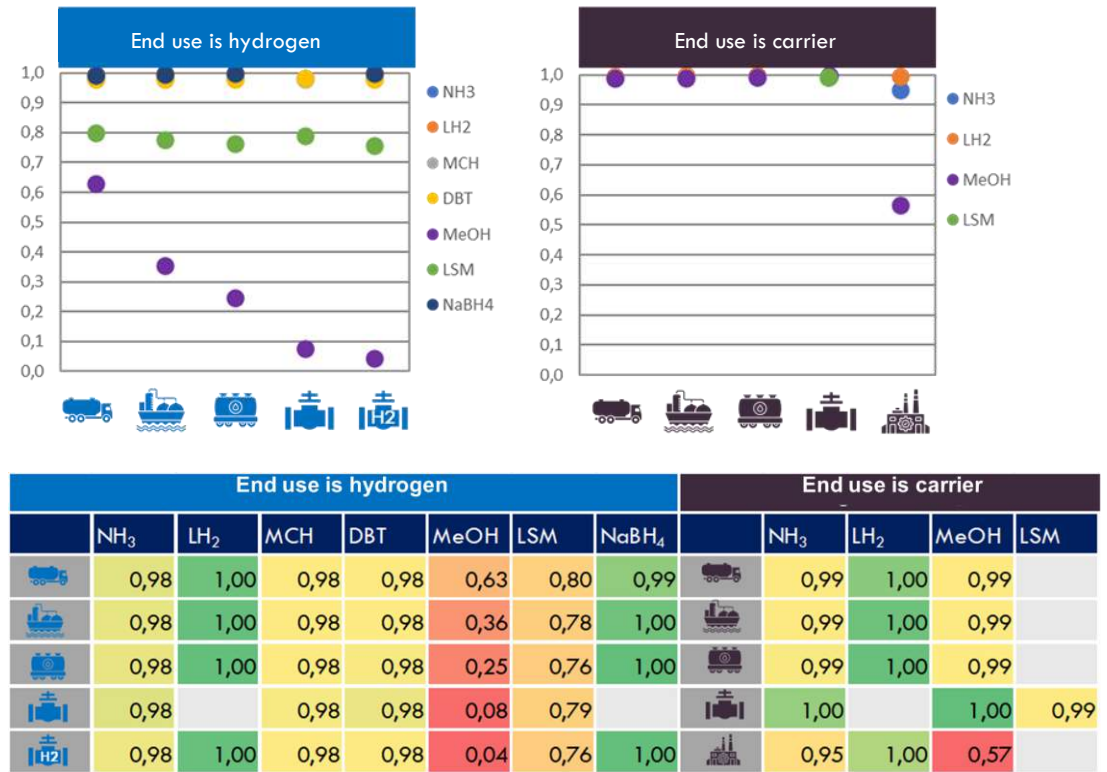 End use is hydrogen
1,0
0,9
0,8
0,7
0,6
0,5
0,4
0,3
0,2
0,1
0,0
NH3
LH2
MCH
DBT
MeOH
LSM
NaBH4
H2
End use is carrier
1,0
0,9
0,8
0,7
0,6
0,5
0,4
0,3
0,2
0,1
0,0
NH3
LH2
MeOH
LSM
End use is hydrogen End use is carrier
NH₃ LH₂ MCH DBT MeOH LSM NaBH₄ NH₃ LH₂ MeOH LSM
0,98 1,00 0,98 0,98 0,63 0,80 0,99 0,99 1,00 0,99
0,98 1,00 0,98 0,98 0,36 0,78 1,00 0,99 1,00 0,99
0,98 1,00 0,98 0,98 0,25 0,76 1,00 0,99 1,00 0,99
0,98 0,98 0,98 0,08 0,79 1,00 1,00 0,99
H2 0,98 1,00 0,98 0,98 0,04 0,76 1,00 0,95 1,00 0,57